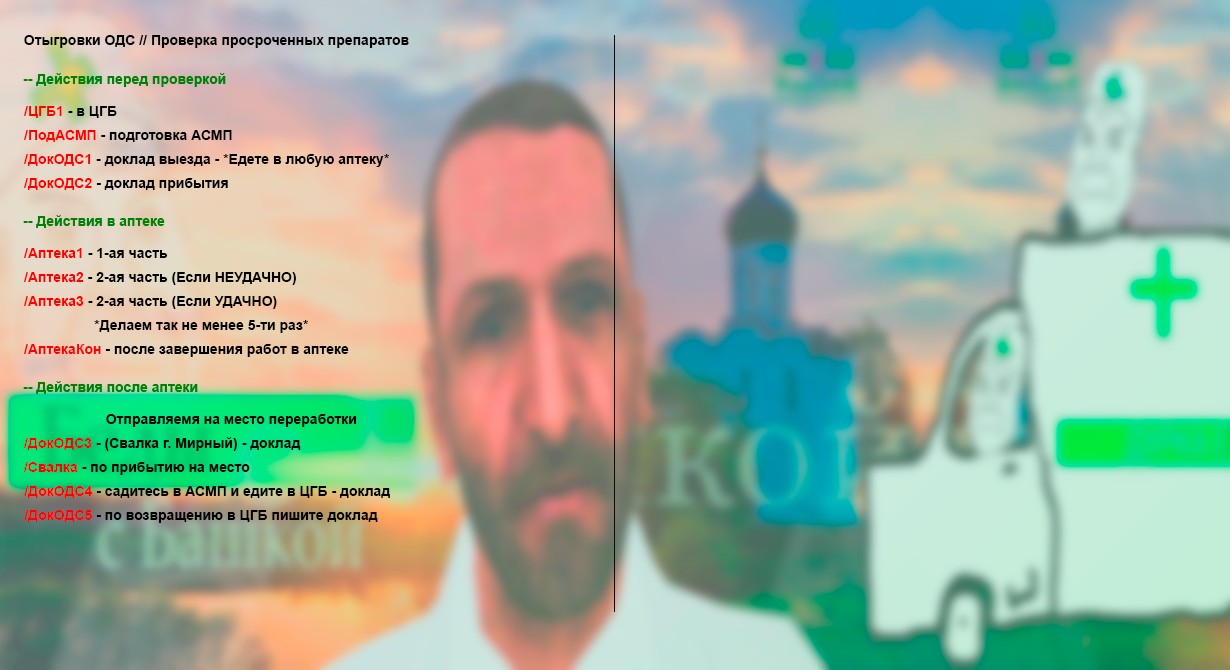 Отыгровки ОДС // Проверка просроченных препаратов
-- Действия перед проверкой
/ЦГБ1 - в ЦГБ
/ПодАСМП - подготовка АСМП
/ДокОДС1 - доклад выезда - *Едете в любую аптеку*
/ДокОДС2 - доклад прибытия
-- Действия в аптеке
/Аптека1 - 1-ая часть
/Аптека2 - 2-ая часть (Если НЕУДАЧНО)
/Аптека3 - 2-ая часть (Если УДАЧНО)
*Делаем так не менее 5-ти раз*
/АптекаКон - после завершения работ в аптеке
-- Действия после аптеки
Отправляемя на место переработки
/ДокОДС3 - (Свалка г. Мирный) - доклад
/Свалка - по прибытию на место
/ДокОДС4 - садитесь в АСМП и едите в ЦГБ - доклад
/ДокОДС5 - по возвращению в ЦГБ пишите доклад
с башкой